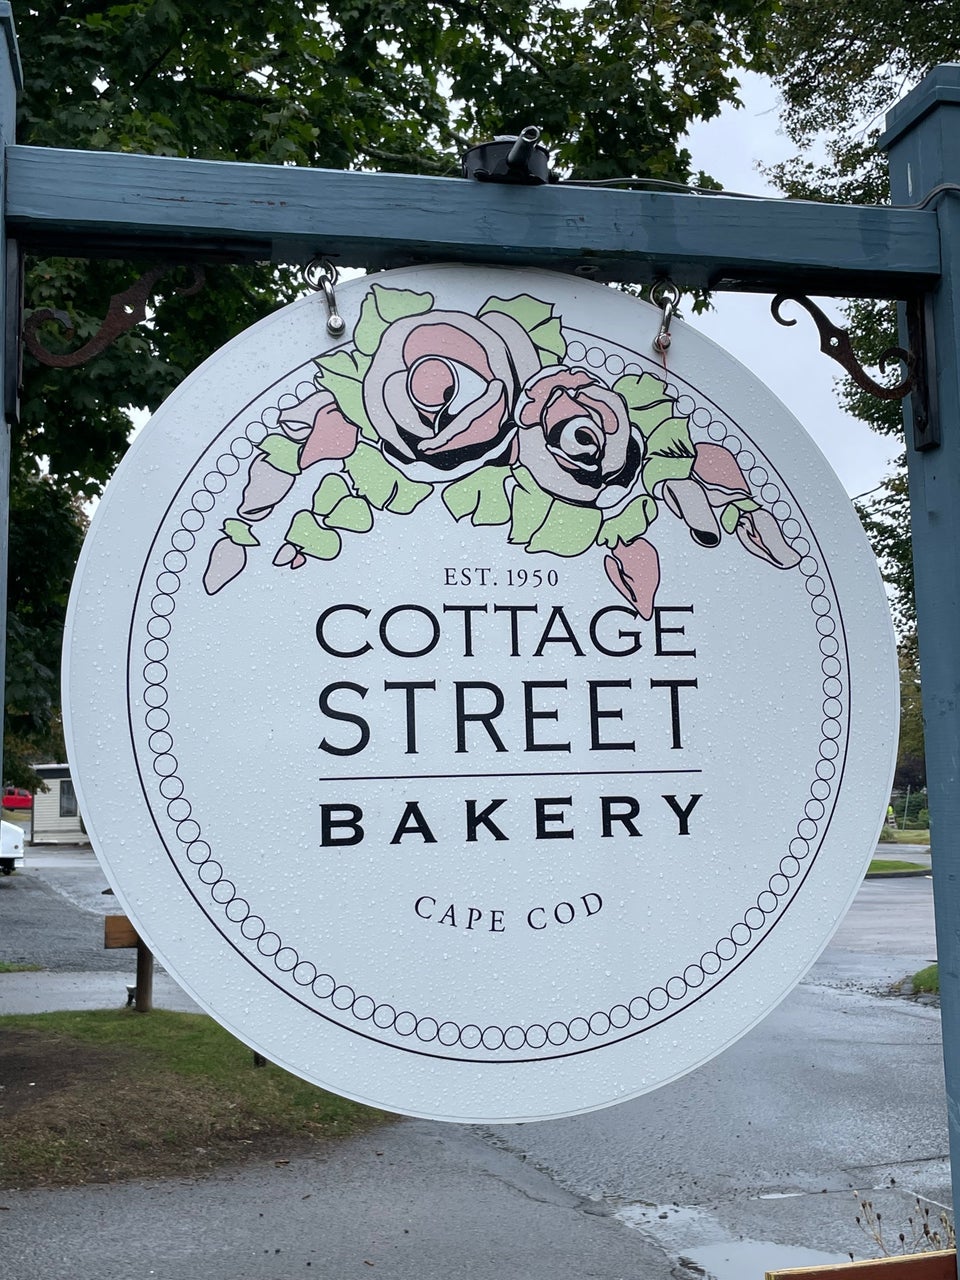 EST. 1950
COTTAGE
STREET
BAKERY
CAPE COD